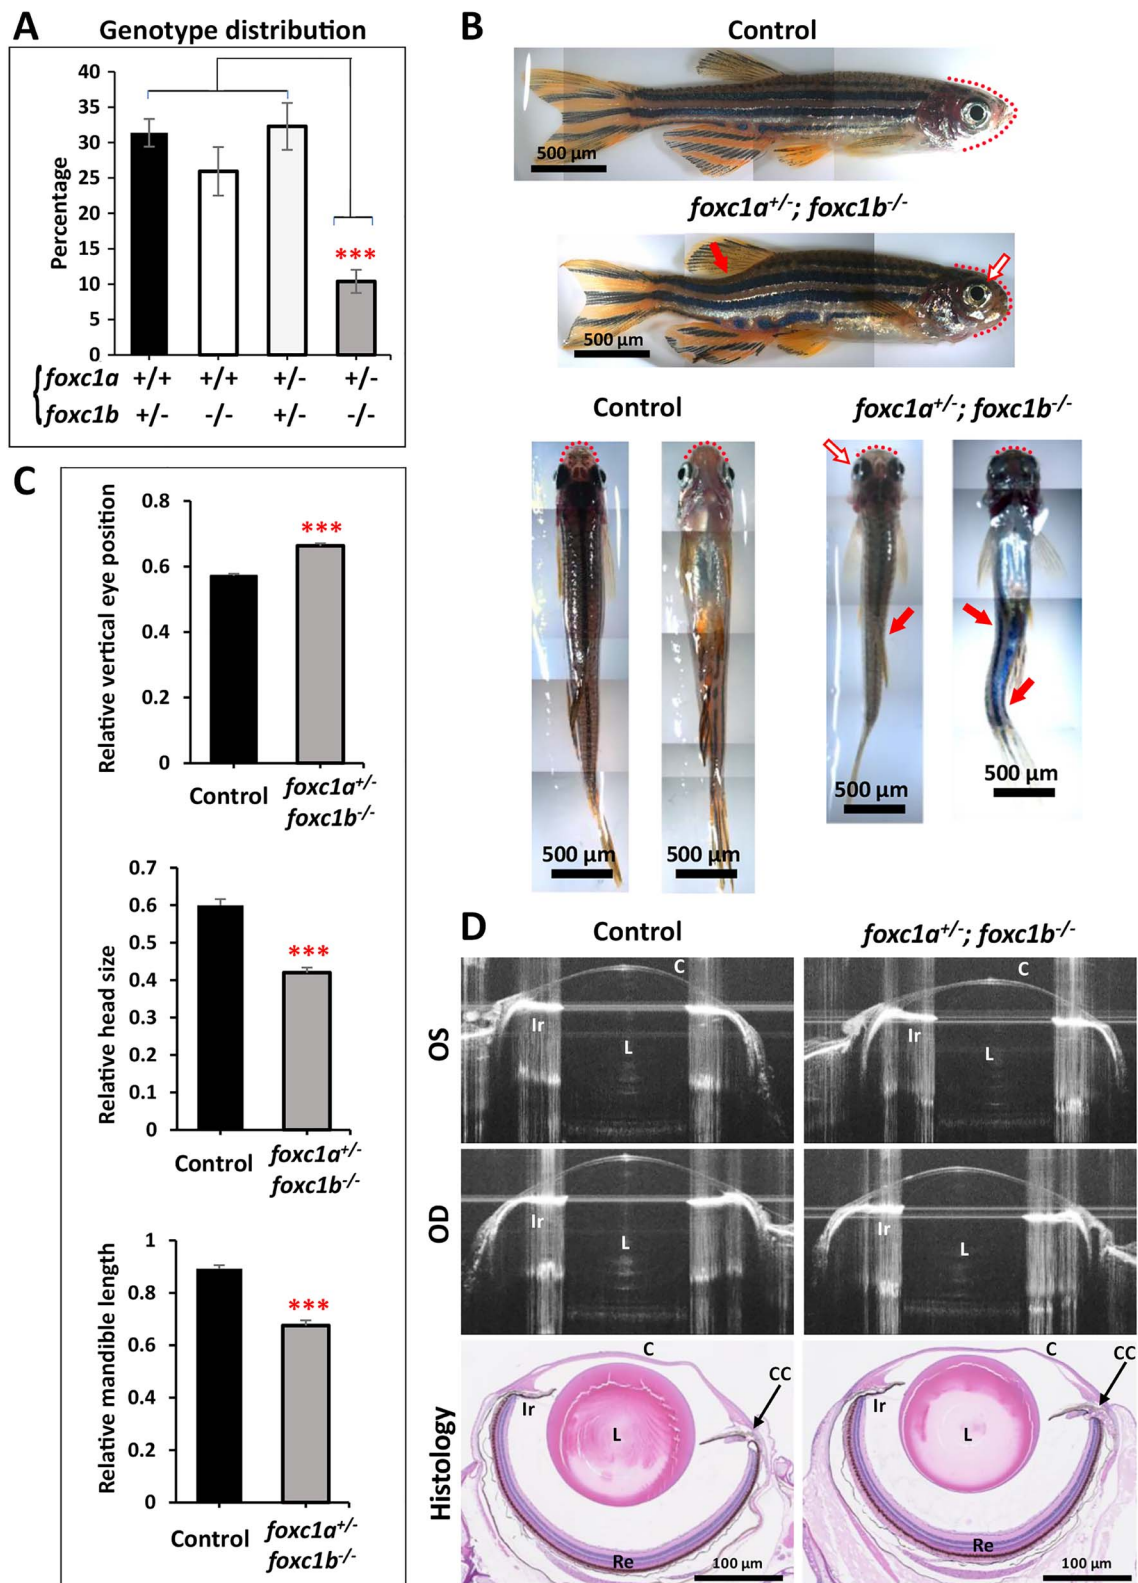 A
Genotype distribution
40
35
30
25
20
15
10
5
0
Percentage
***
foxc1a +/+ +/+ +/- +/-
foxc1b +/- -/- +/- -/-
B
Control
500 µm
foxc1a+/-; foxc1b-/-
500 µm
Control
foxc1a+/-; foxc1b-/-
500 µm
500 µm
500 µm
500 µm
C
0.8
0.6
0.4
0.2
0
Relative vertical eye position
***
Control
foxc1a+/-
foxc1b-/-
0.7
0.6
0.5
0.4
0.3
0.2
0.1
0
Relative head size
***
Control
foxc1a+/-
foxc1b-/-
1
0.8
0.6
0.4
0.2
0
Relative mandible length
***
Control
foxc1a+/-
foxc1b-/-
D
Control
foxc1a+/-; foxc1b-/-
OS
C
Ir
L
C
Ir
L
OD
Ir
L
Ir
L
Histology
C
CC
Ir
L
Re
100 µm
C
CC
Ir
L
100 µm